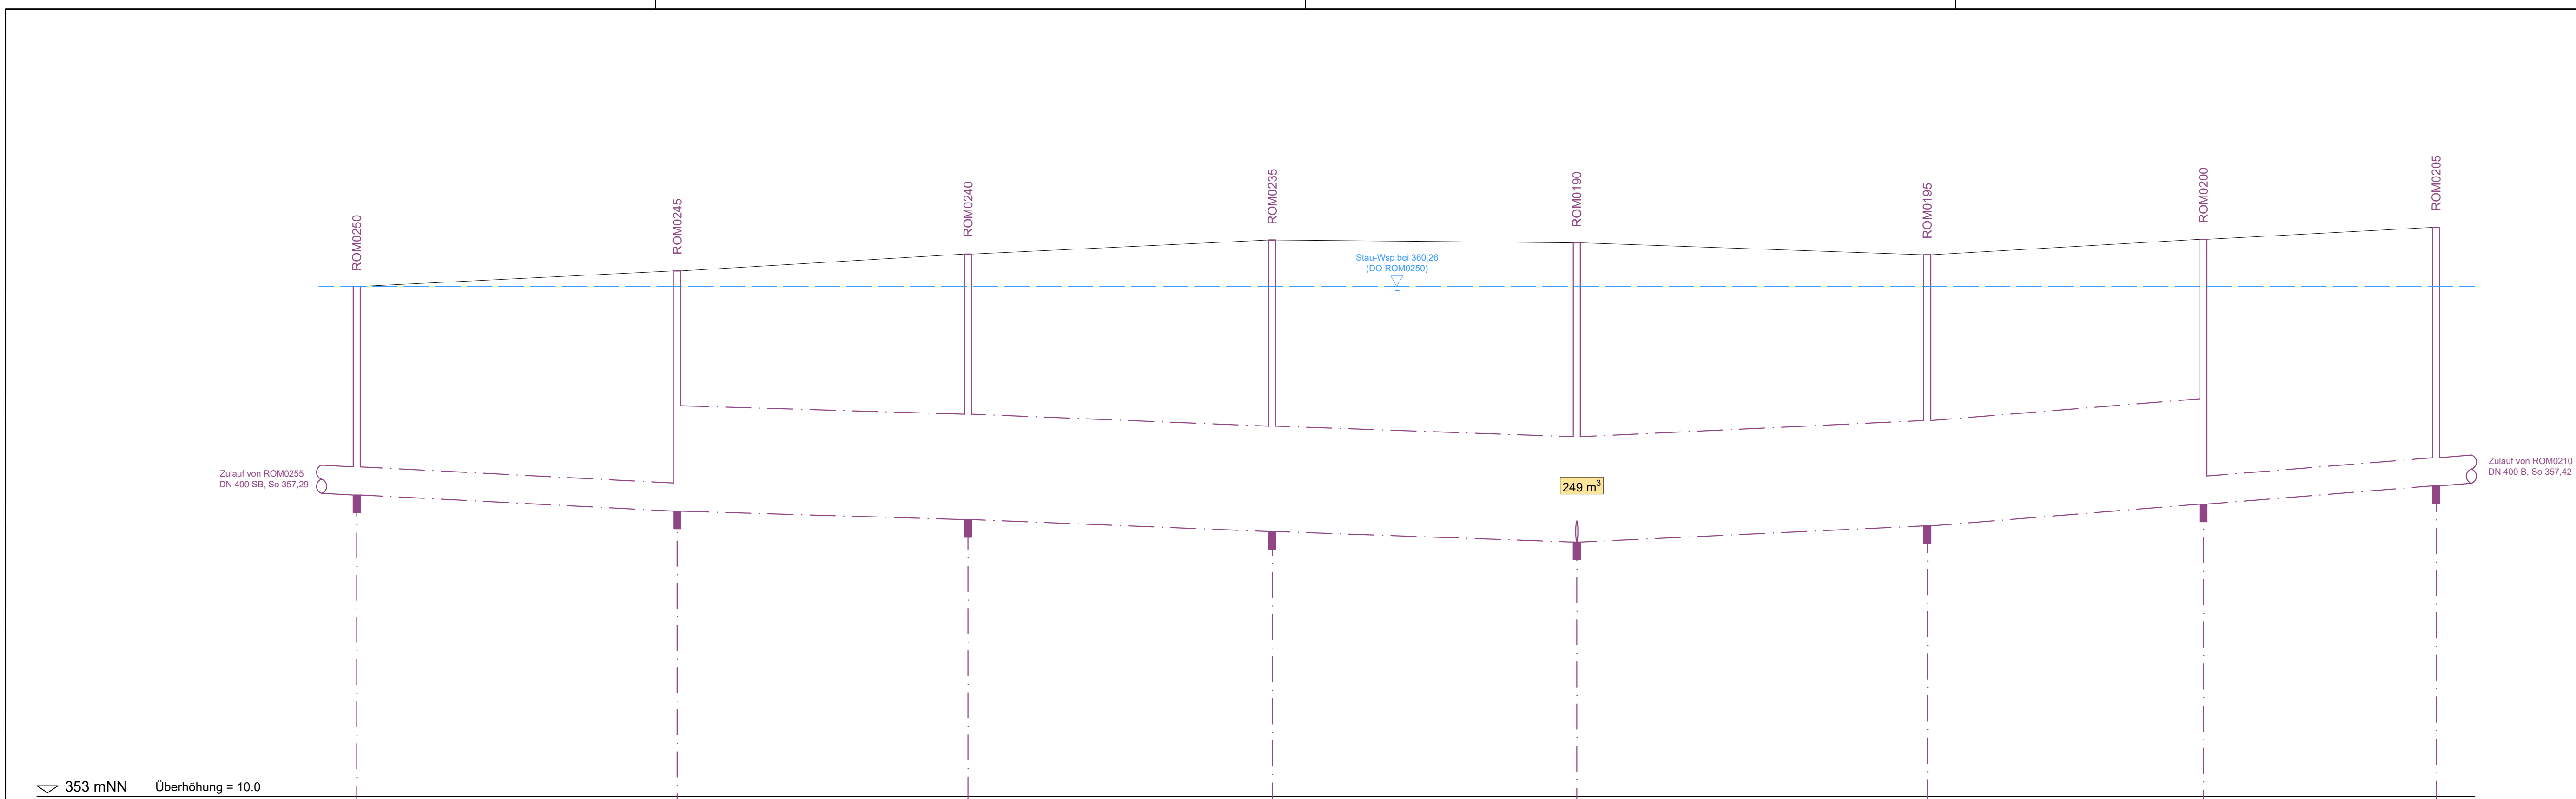 ROM0250
ROM0245
ROM0240
ROM0235
ROM0190
ROM0195
ROM0200
ROM0205
Stau-Wsp bei 360,26
(DO ROM0250)
Zulauf von ROM0255
DN 400 SB, So 357,29
249 m³
Zulauf von ROM0210
DN 400 B, So 357,42
353 mNN Überhöhung = 10.0